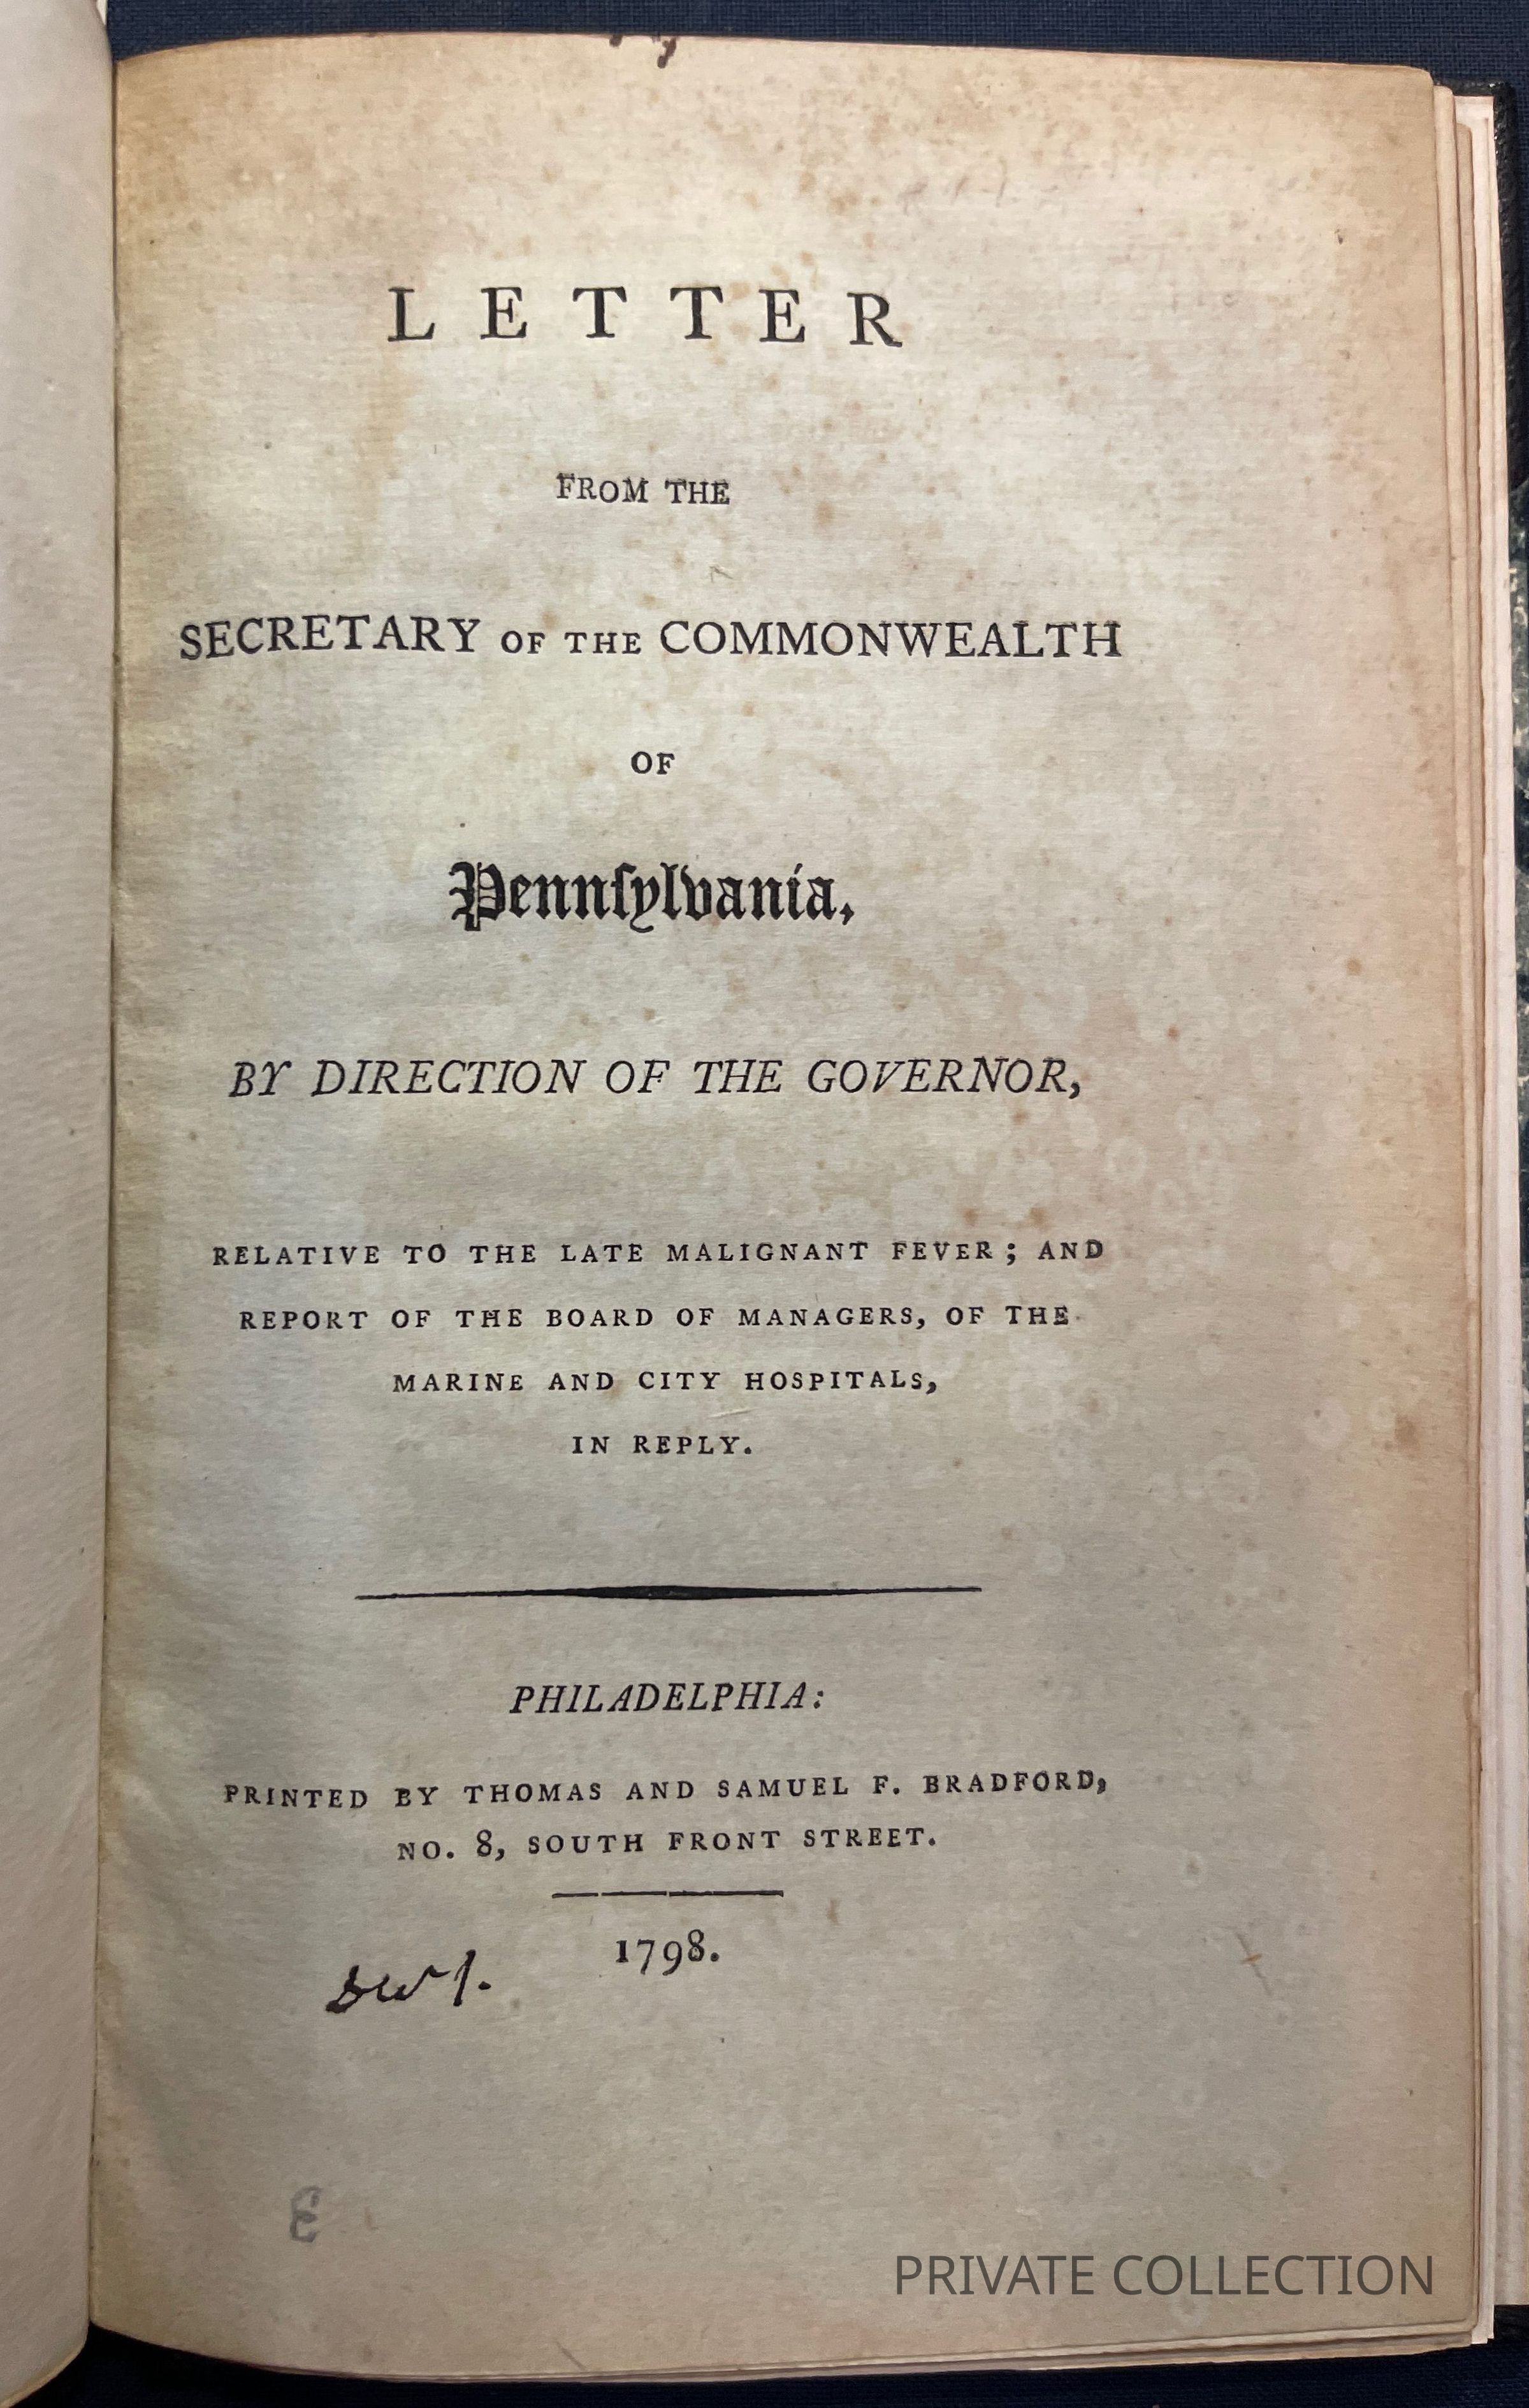 LETTER
FROM THE
SECRETARY OF THE COMMONWEALTH
OF
Pennſylvania,
BY DIRECTION OF THE GOVERNOR,
RELATIVE TO THE LATE MALIGNANT FEVER; AND
REPORT OF THE BOARD OF MANAGERS, OF THE
MARINE AND CITY HOSPITALS,
IN REPLY.
PHILADELPHIA:
PRINTED BY THOMAS AND SAMUEL F. BRADFORD,
NO. 8, SOUTH FRONT STREET.
1798.
PRIVATE COLLECTION